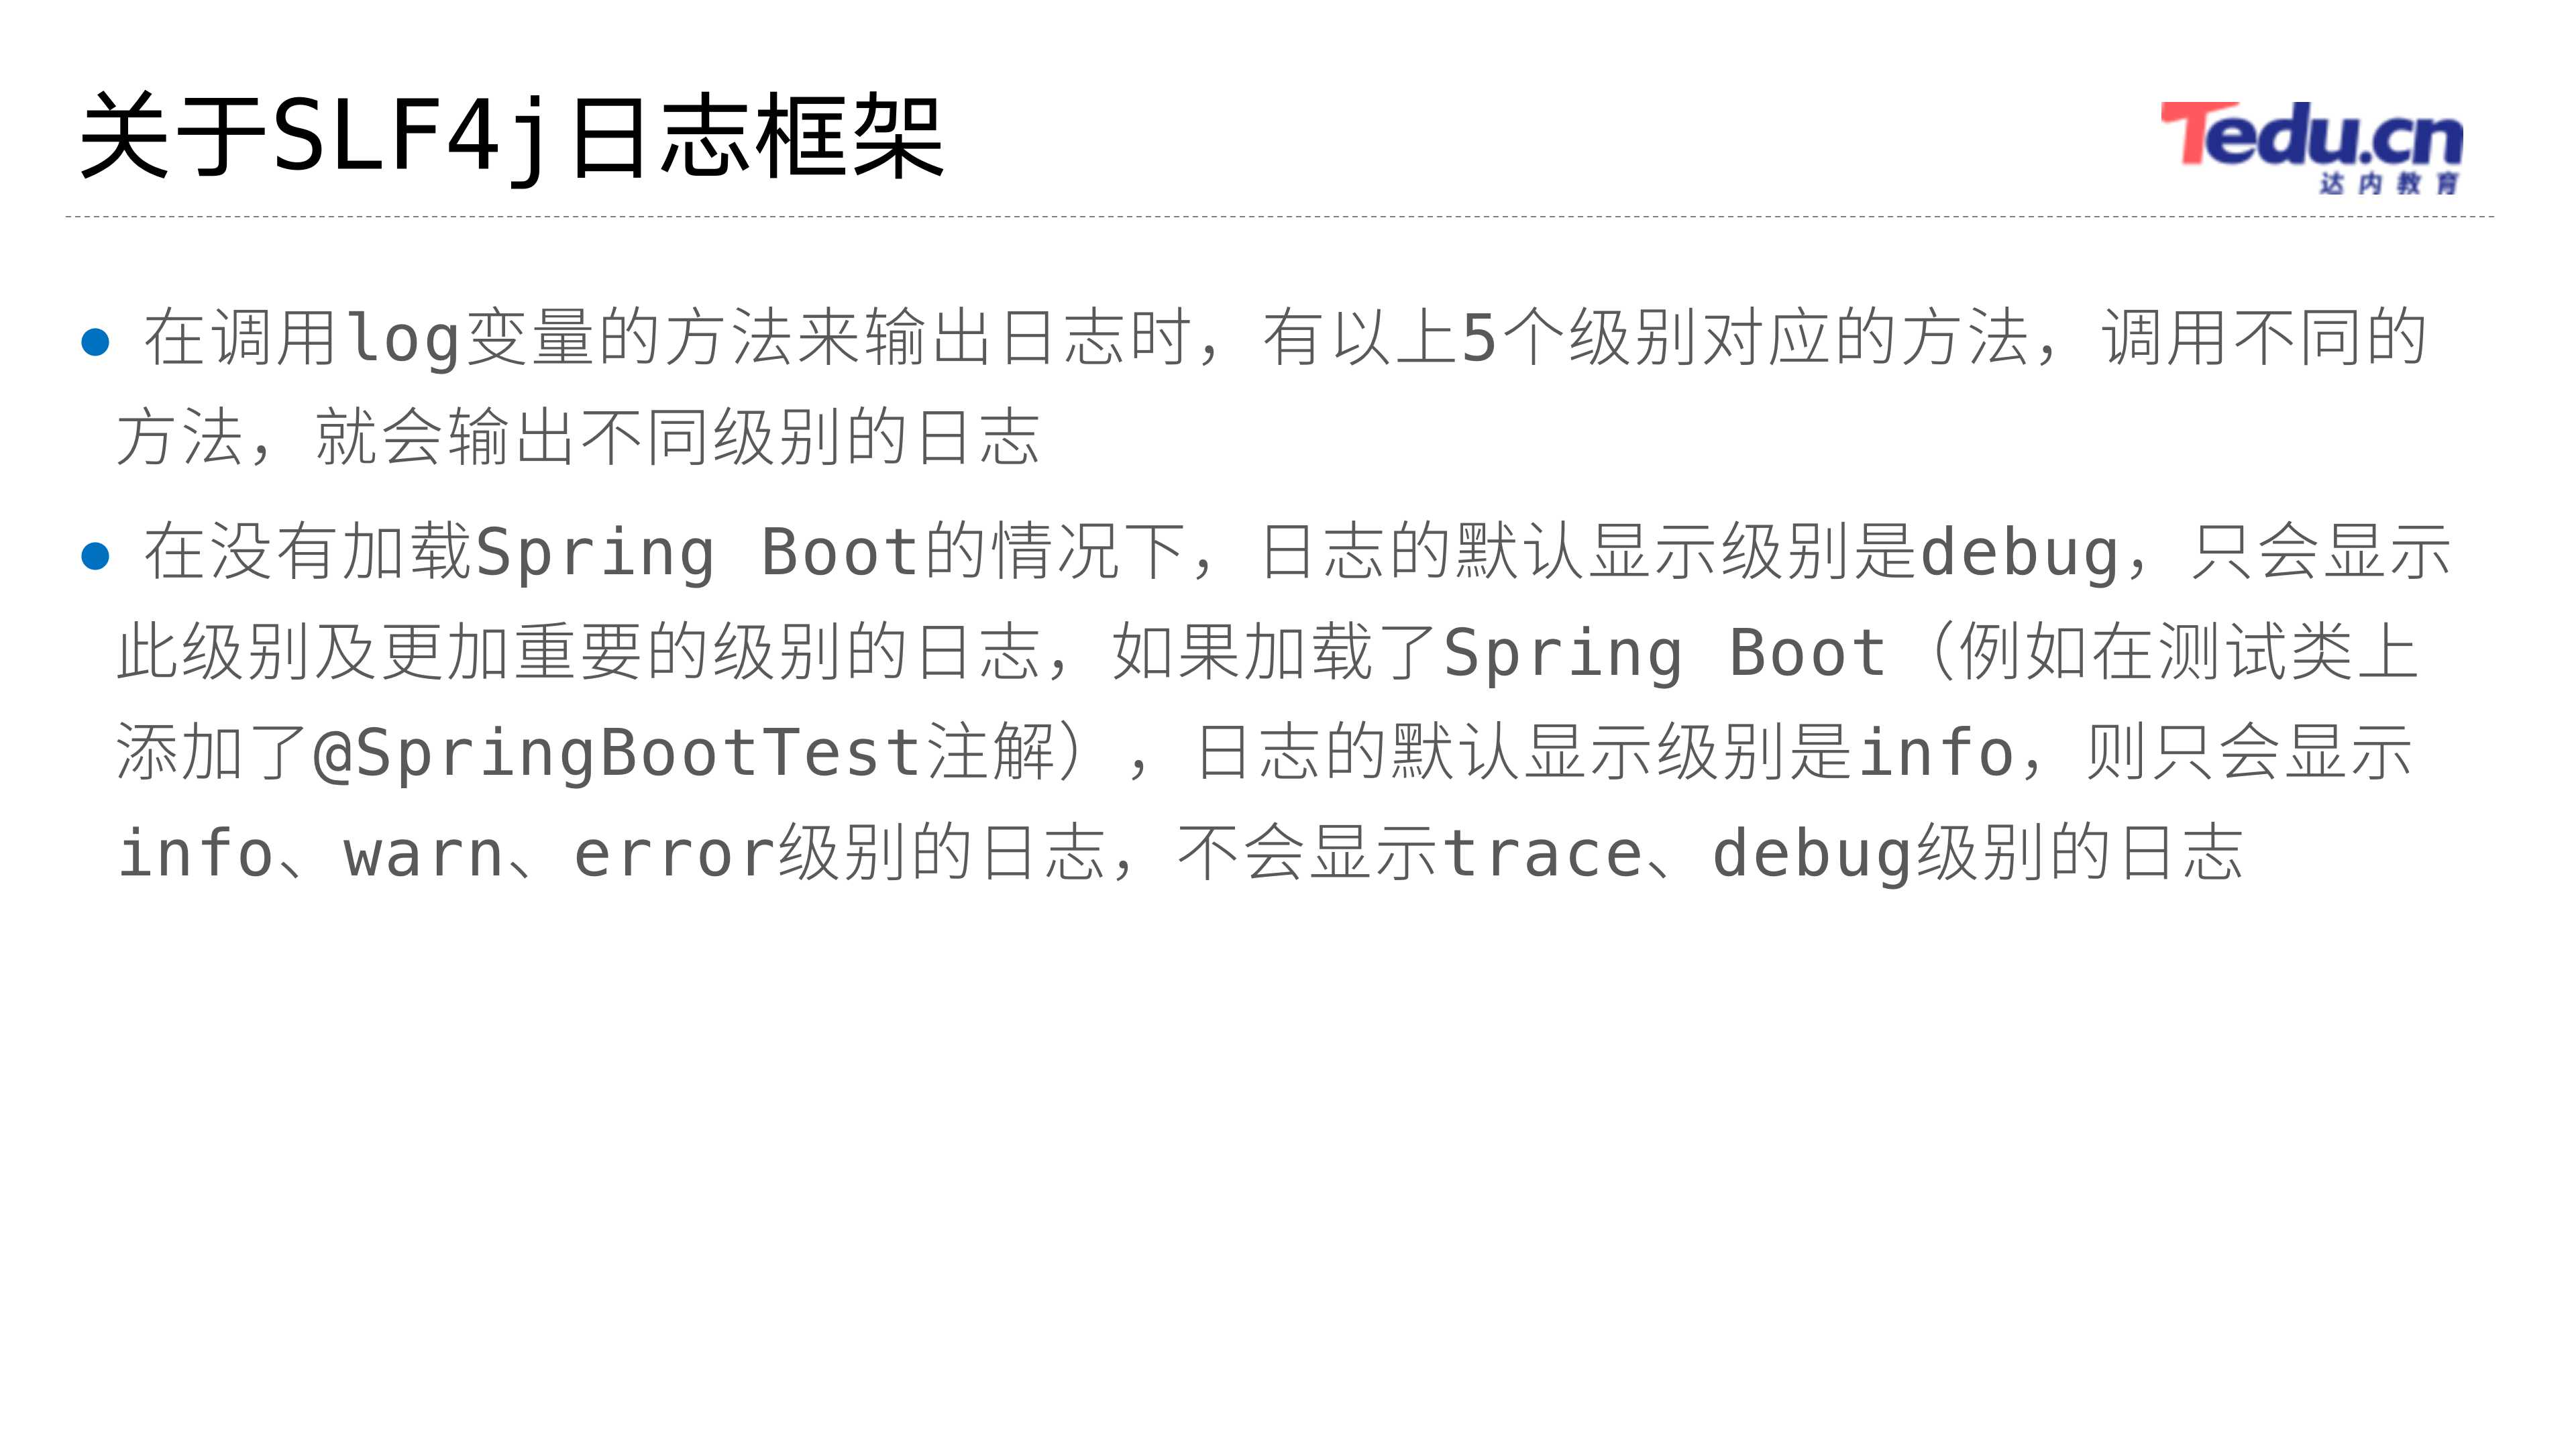 关于SLF4j日志框架
Tedu.cn
达内教育
● 在调用log变量的方法来输出日志时，有以上5个级别对应的方法，调用不同的
方法，就会输出不同级别的日志
● 在没有加载Spring Boot的情况下，日志的默认显示级别是debug，只会显示
此级别及更加重要的级别的日志，如果加载了Spring Boot（例如在测试类上
添加了@SpringBootTest注解），日志的默认显示级别是info，则只会显示
info、warn、error级别的日志，不会显示trace、debug级别的日志